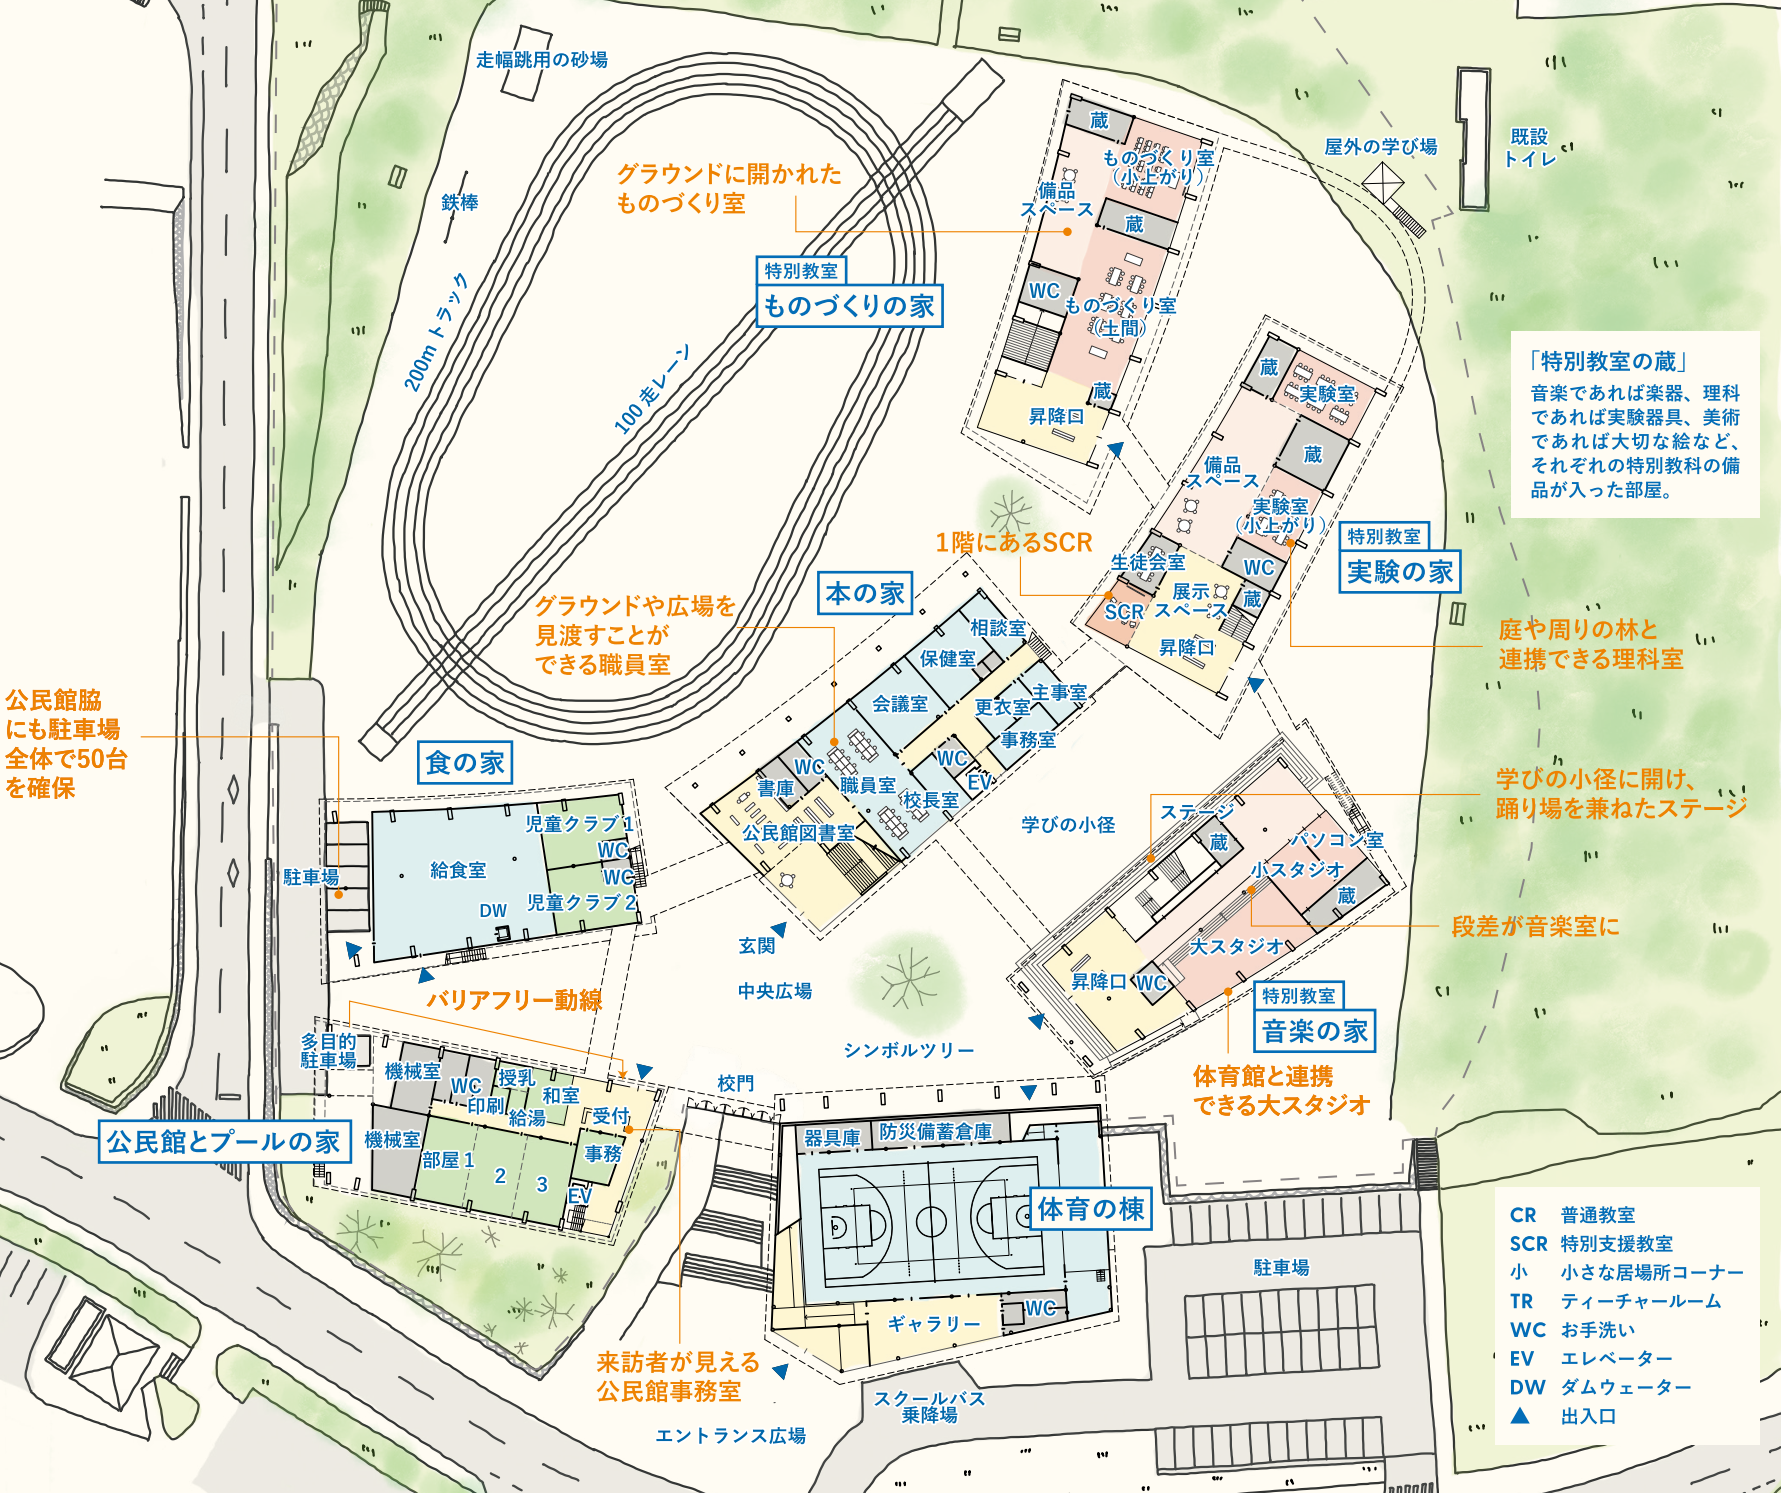 走幅跳用の砂場
鉄棒
200m トラック
100 走レーン
グラウンドに開かれた
ものづくり室
特別教室
ものづくりの家
蔵
ものづくり室
（小上がり）
備品
スペース
蔵
WC
ものづくり室
（土間）
蔵
昇降口
屋外の学び場
既設
トイレ
「特別教室の蔵」
音楽であれば楽器、理科
であれば実験器具、美術
であれば大切な絵など、
それぞれの特別教科の備
品が入った部屋。
蔵
実験室
蔵
備品
スペース
実験室
（小上がり）
生徒会室
WC
展示
スペース
蔵
SCR
昇降口
1階にあるSCR
特別教室
実験の家
庭や周りの林と
連携できる理科室
本の家
グラウンドや広場を
見渡すことが
できる職員室
相談室
保健室
会議室
主事室
更衣室
事務室
WC
EV
WC
書庫
職員室
校長室
公民館図書室
学びの小径
公民館脇
にも駐車場
全体で50台
を確保
食の家
児童クラブ1
WC
給食室
駐車場
WC
児童クラブ2
DW
玄関
中央広場
シンボルツリー
学びの小径に開け、
踊り場を兼ねたステージ
ステージ
蔵
パソコン室
小スタジオ
蔵
大スタジオ
昇降口
WC
段差が音楽室に
特別教室
音楽の家
体育館と連携
できる大スタジオ
バリアフリー動線
多目的
駐車場
機械室
WC
授乳
印刷
給湯
和室
受付
公民館とプールの家
機械室
部屋1
2
3
事務
EV
校門
器具庫
防災備蓄倉庫
体育の棟
WC
ギャラリー
来訪者が見える
公民館事務室
エントランス広場
スクールバス
乗降場
駐車場
CR 普通教室
SCR 特別支援教室
小 小さな居場所コーナー
TR ティーチャールーム
WC お手洗い
EV エレベーター
DW ダムウェーター
▲ 出入口